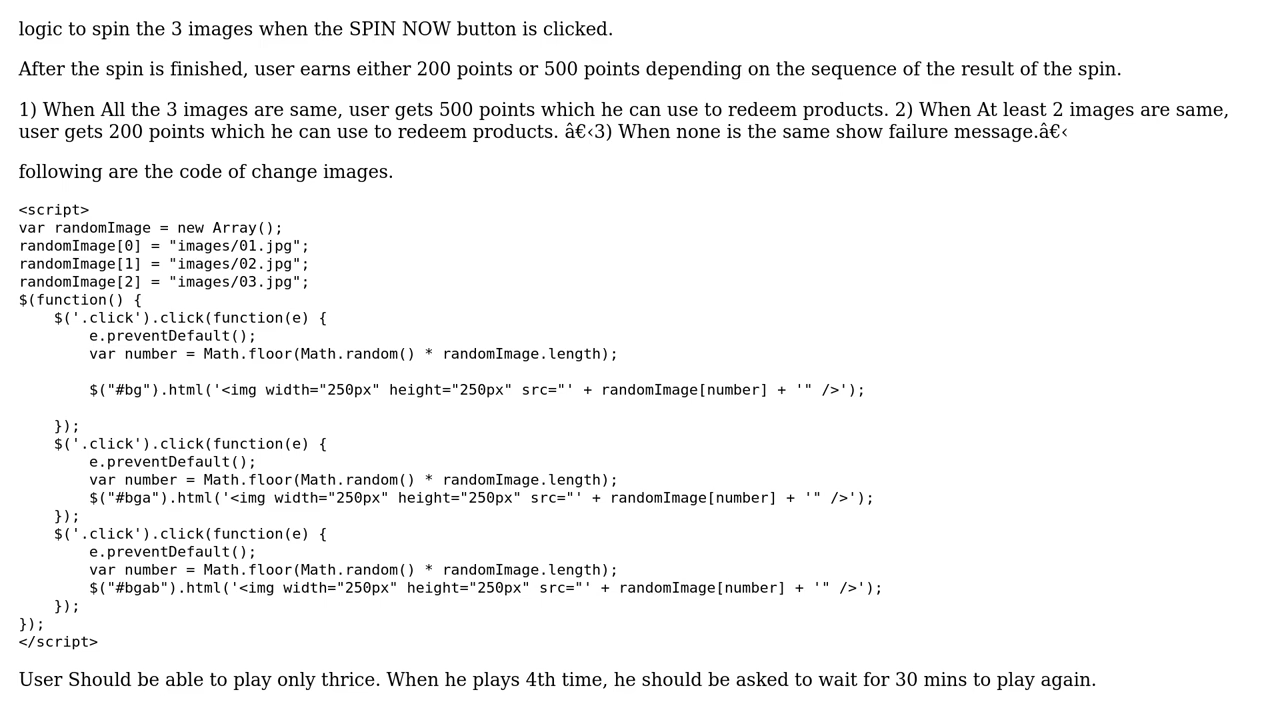 logic to spin the 3 images when the SPIN NOW button is clicked.
After the spin is finished, user earns either 200 points or 500 points depending on the sequence of the result of the spin.
1) When All the 3 images are same, user gets 500 points which he can use to redeem products. 2) When At least 2 images are same,
user gets 200 points which he can use to redeem products. â€‹3) When none is the same show failure message.â€‹
following are the code of change images.
<script>
var randomImage = new Array();
randomImage[0] = "images/01.jpg";
randomImage[1] = "images/02.jpg";
randomImage[2] = "images/03.jpg";
$(function() {
    $('.click').click(function(e) {
        e.preventDefault();
        var number = Math.floor(Math.random() * randomImage.length);
        $("#bg").html('<img width="250px" height="250px" src="' + randomImage[number] + '" />');
    });
    $('.click').click(function(e) {
        e.preventDefault();
        var number = Math.floor(Math.random() * randomImage.length);
        $("#bga").html('<img width="250px" height="250px" src="' + randomImage[number] + '" />');
    });
    $('.click').click(function(e) {
        e.preventDefault();
        var number = Math.floor(Math.random() * randomImage.length);
        $("#bgab").html('<img width="250px" height="250px" src="' + randomImage[number] + '" />');
    });
});
</script>
User Should be able to play only thrice. When he plays 4th time, he should be asked to wait for 30 mins to play again.